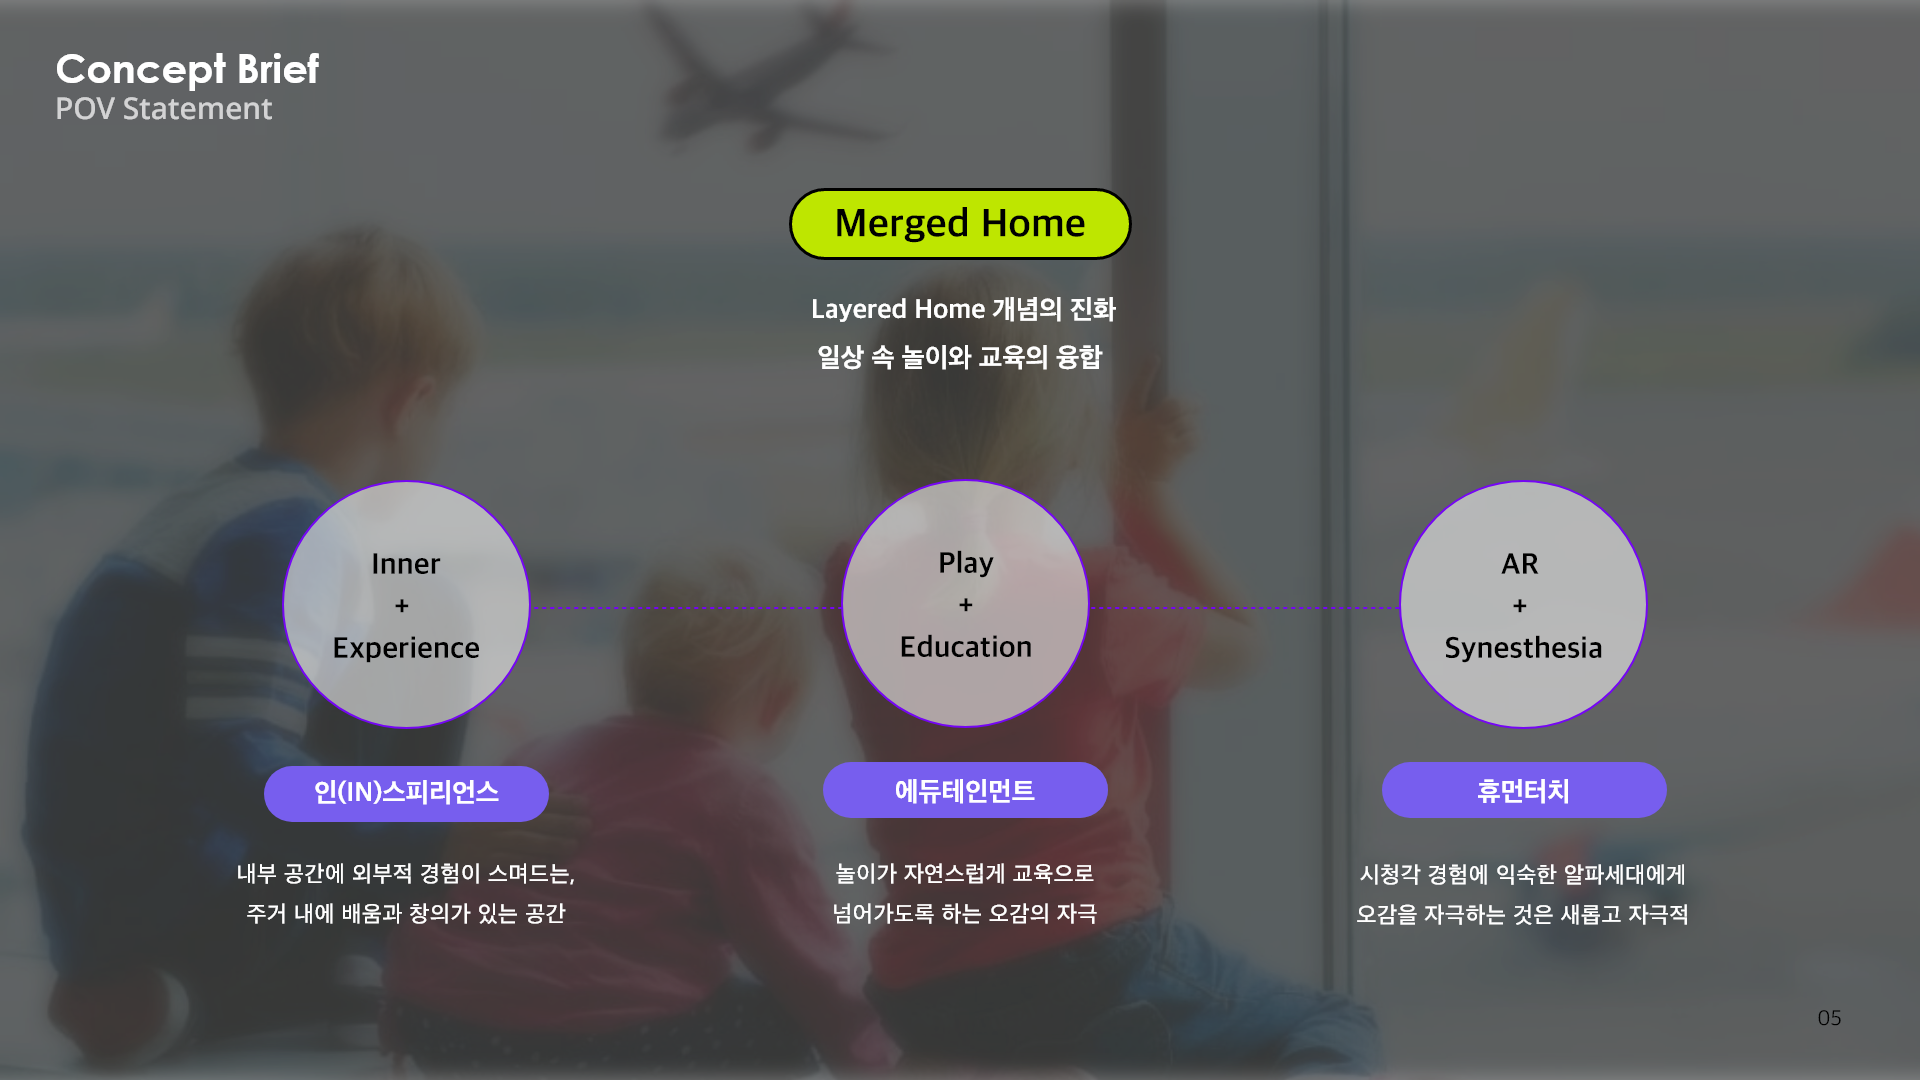 Concept Brief
POV Statement
Merged Home
Layered Home 개념의 진화
일상 속 놀이와 교육의 융합
Inner
+
Experience
Play
+
Education
AR
+
Synesthesia
인(IN)스피리언스
에듀테인먼트
휴먼터치
내부 공간에 외부적 경험이 스며드는,
주거 내에 배움과 창의가 있는 공간
놀이가 자연스럽게 교육으로
넘어가도록 하는 오감의 자극
시청각 경험에 익숙한 알파세대에게
오감을 자극하는 것은 새롭고 자극적
05